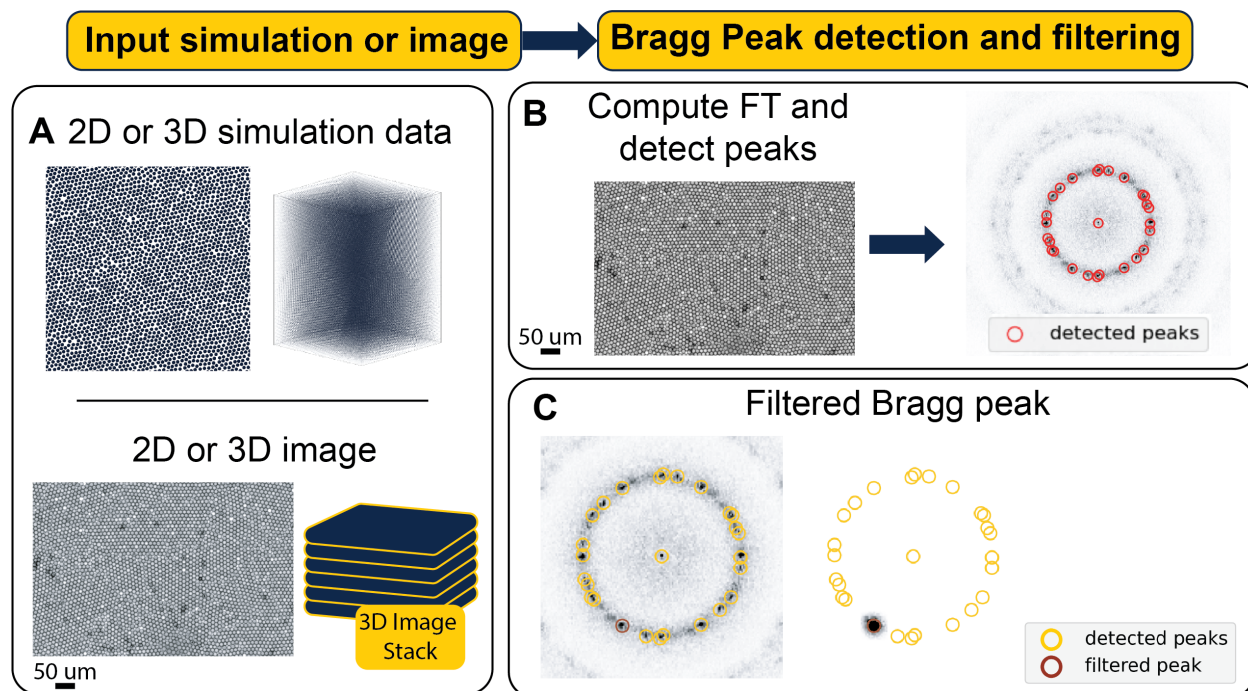 Input simulation or image
Bragg Peak detection and filtering
A 2D or 3D simulation data
2D or 3D image
3D Image
Stack
50 um
B Compute FT and
detect peaks
50 um
detected peaks
C Filtered Bragg peak
detected peaks
filtered peak